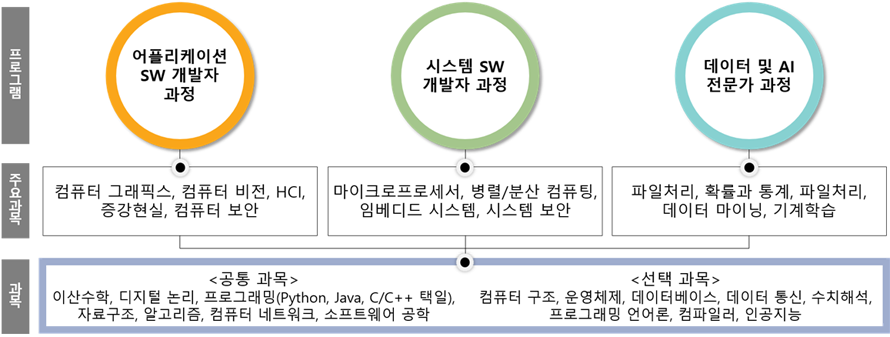 프로그램
어플리케이션
SW 개발자
과정
시스템 SW
개발자 과정
데이터 및 AI
전문가 과정
주요과목
컴퓨터 그래픽스, 컴퓨터 비전, HCI,
증강현실, 컴퓨터 보안
마이크로프로세서, 병렬/분산 컴퓨팅,
임베디드 시스템, 시스템 보안
파일처리, 확률과 통계, 파일처리,
데이터 마이닝, 기계학습
과목
<공통 과목>
이산수학, 디지털 논리, 프로그래밍(Python, Java, C/C++ 택일),
자료구조, 알고리즘, 컴퓨터 네트워크, 소프트웨어 공학
<선택 과목>
컴퓨터 구조, 운영체제, 데이터베이스, 데이터 통신, 수치해석,
프로그래밍 언어론, 컴파일러, 인공지능